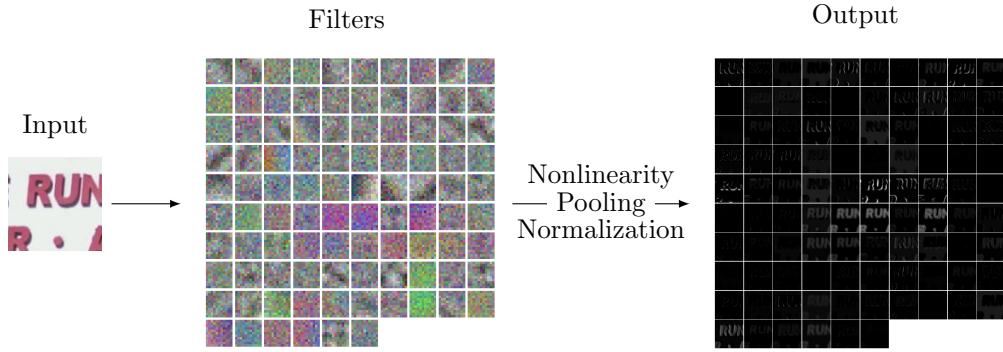 Filters
Output
Input
RUN
R . A
Nonlinearity
Pooling
Normalization